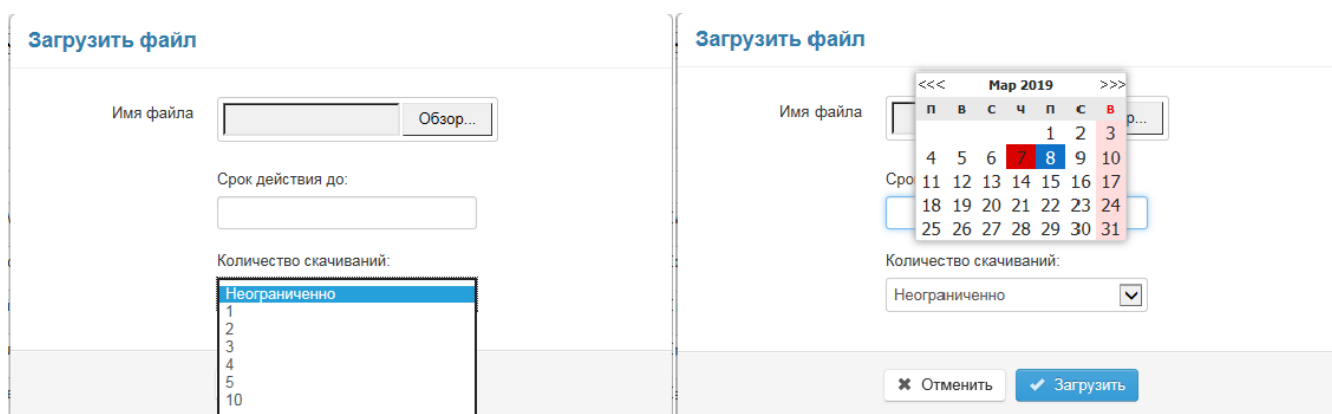 Загрузить файл
Имя файла
Обзор...
Срок действия до:
Количество скачиваний:
Неограниченно
1
2
3
4
5
10
Загрузить файл
<<< Мар 2019 >>>
П В С Ч П С В
1 2 3
4 5 6 7 8 9 10
11 12 13 14 15 16 17
18 19 20 21 22 23 24
25 26 27 28 29 30 31
Имя файла
р...
Сро
Количество скачиваний:
Неограниченно
Отменить
Загрузить